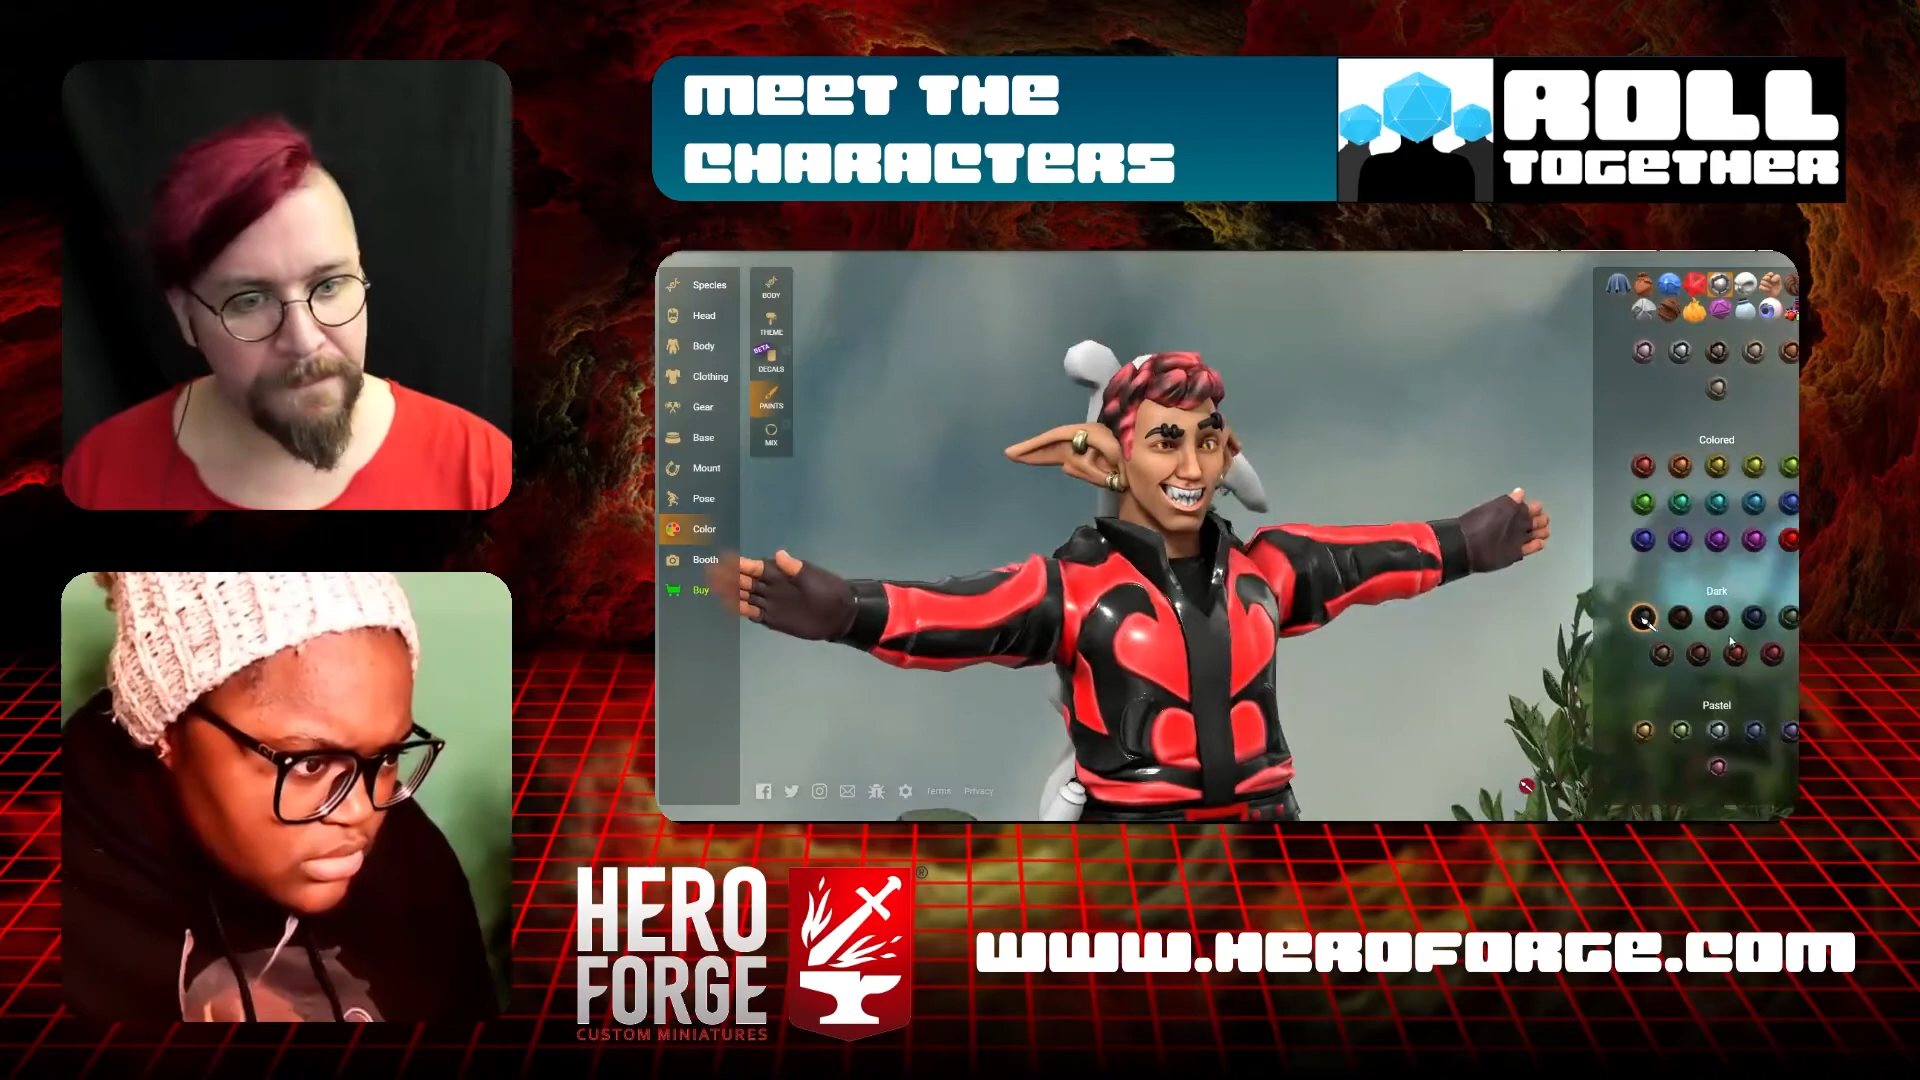 MEET THE
CHARACTERS
ROLL
TOGETHER
Species
Head
Body
Clothing
Gear
Base
Mount
Pose
Color
Booth
Buy
BODY
THEME
BETA
DECALS
PAINTS
MIX
Colored
Dark
Pastel
Terms Privacy
HERO
FORGE
®
CUSTOM MINIATURES
www.HEROFORGE.COM